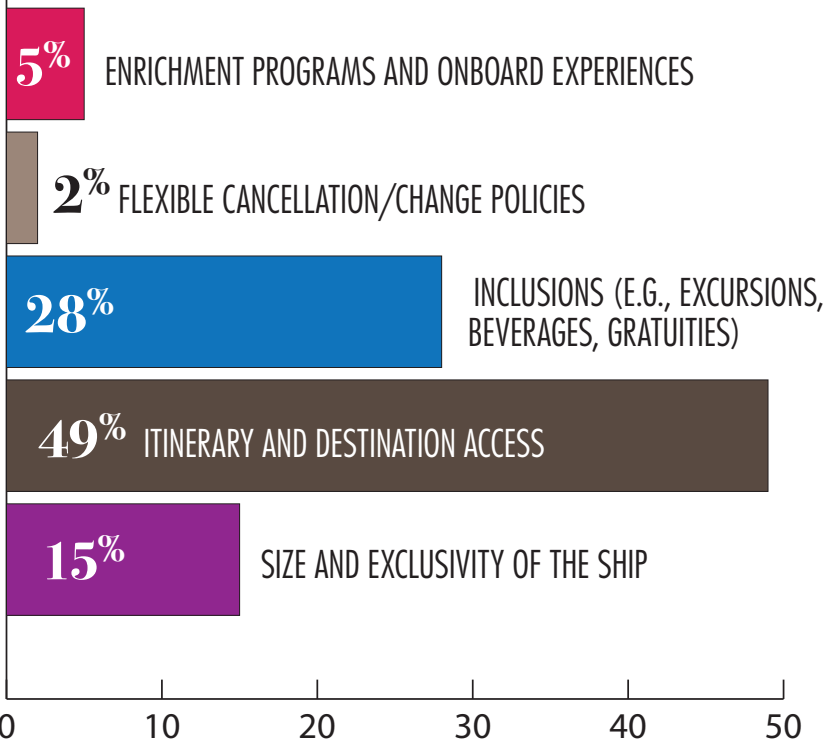 5% ENRICHMENT PROGRAMS AND ONBOARD EXPERIENCES
2% FLEXIBLE CANCELLATION/CHANGE POLICIES
28% INCLUSIONS (E.G., EXCURSIONS,
BEVERAGES, GRATUITIES)
49% ITINERARY AND DESTINATION ACCESS
15% SIZE AND EXCLUSIVITY OF THE SHIP
0 10 20 30 40 50